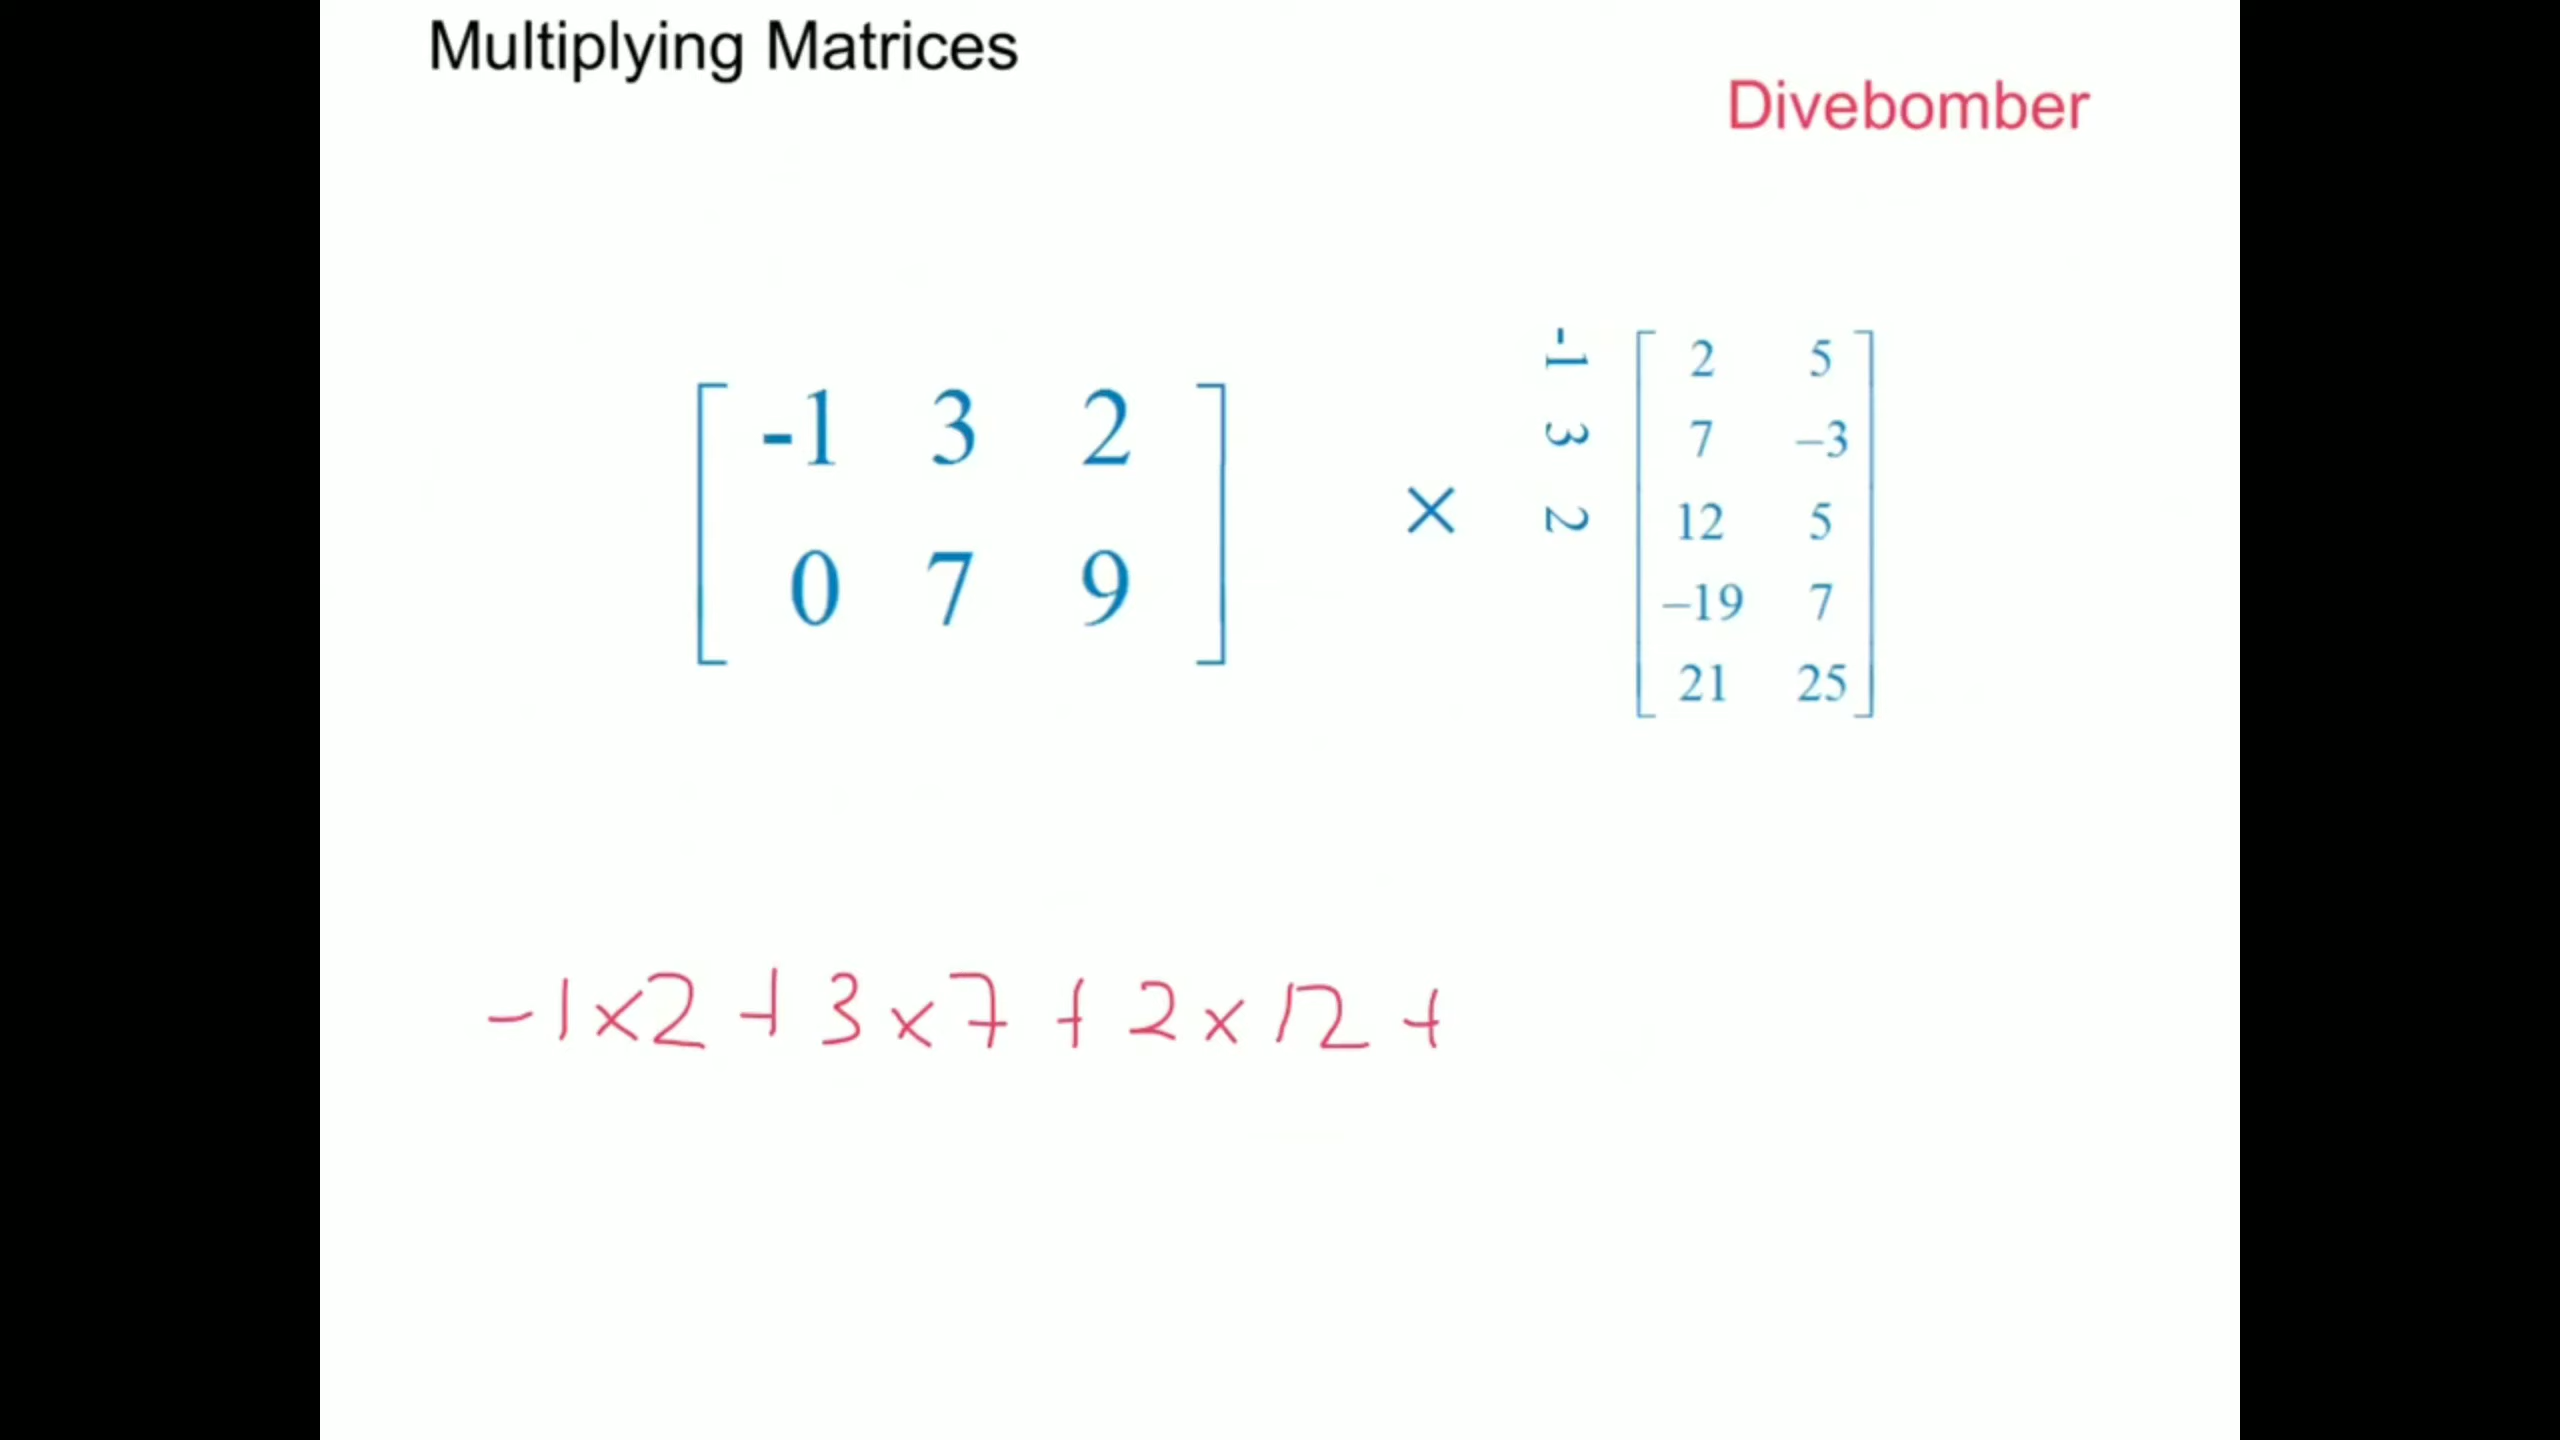 Multiplying Matrices
Divebomber
-1 3 2
0 7 9
×
-1 3 2
2 5
7 –3
12 5
–19 7
21 25
-1×2+3×7+2×12+